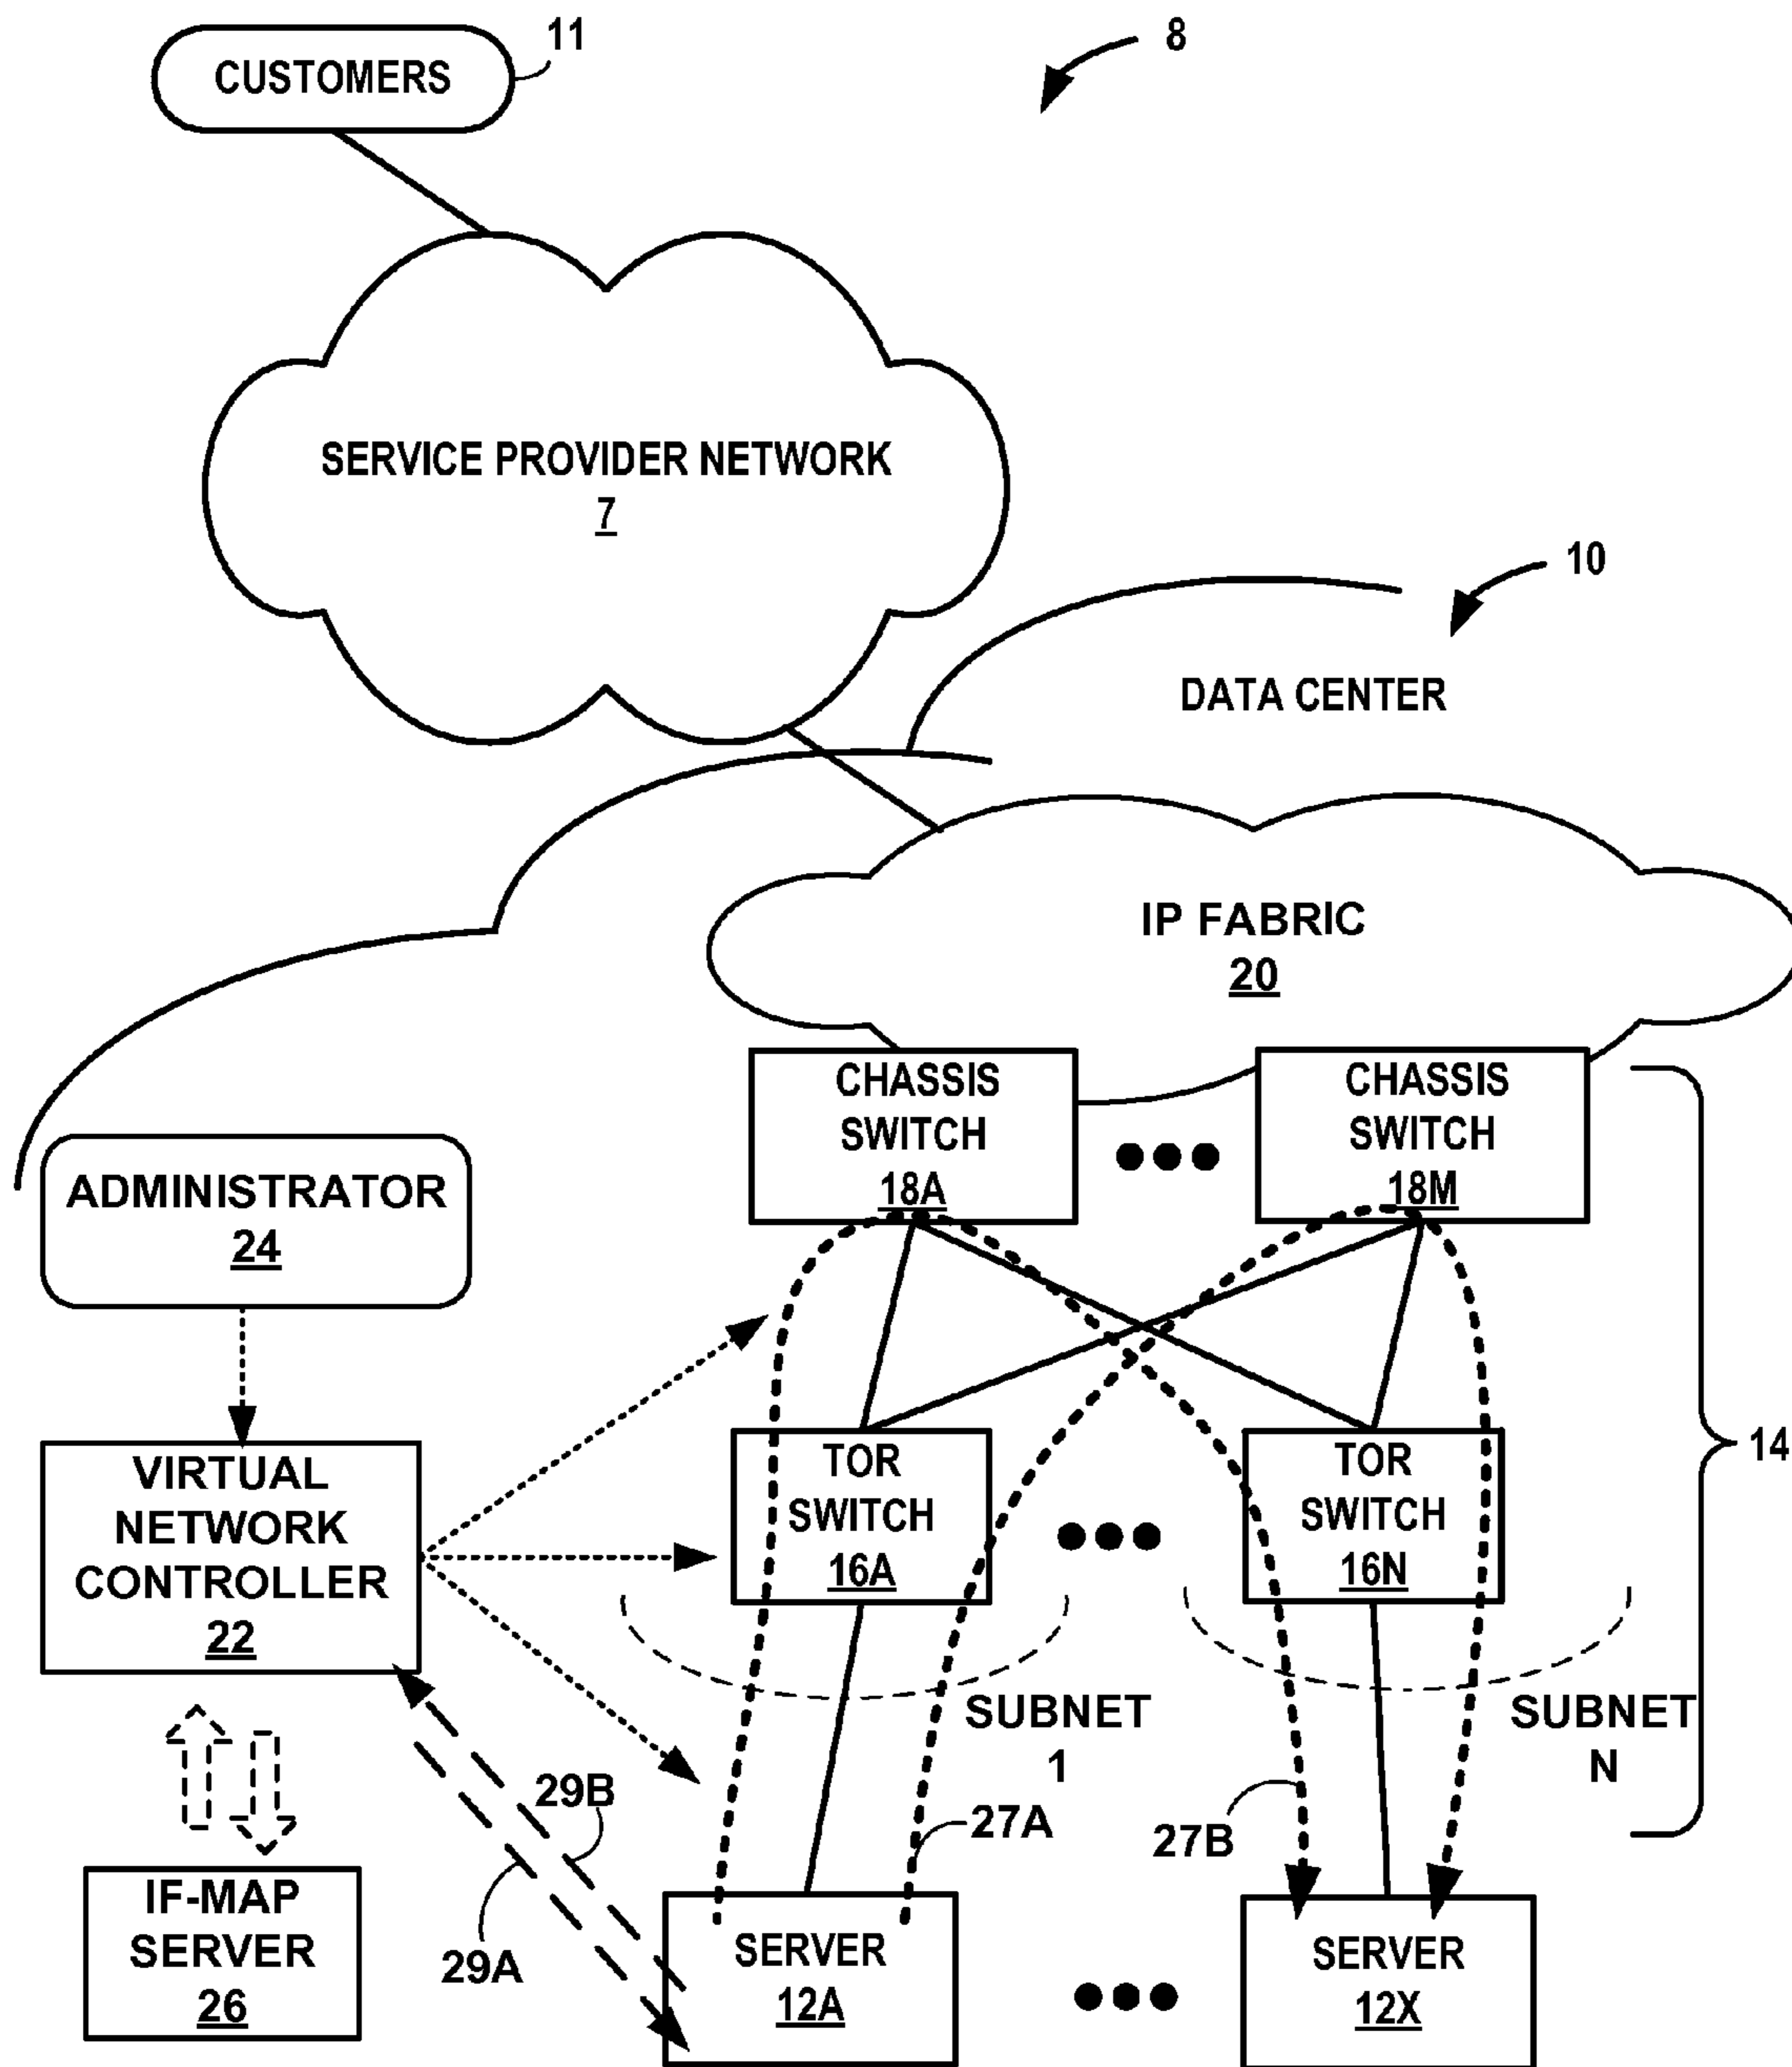 11
8
CUSTOMERS
SERVICE PROVIDER NETWORK
7
10
DATA CENTER
IP FABRIC
20
CHASSIS
SWITCH
18A
CHASSIS
SWITCH
18M
ADMINISTRATOR
24
VIRTUAL
NETWORK
CONTROLLER
22
TOR
SWITCH
16A
TOR
SWITCH
16N
14
SUBNET
1
SUBNET
N
29B
27A
27B
29A
IF-MAP
SERVER
26
SERVER
12A
SERVER
12X